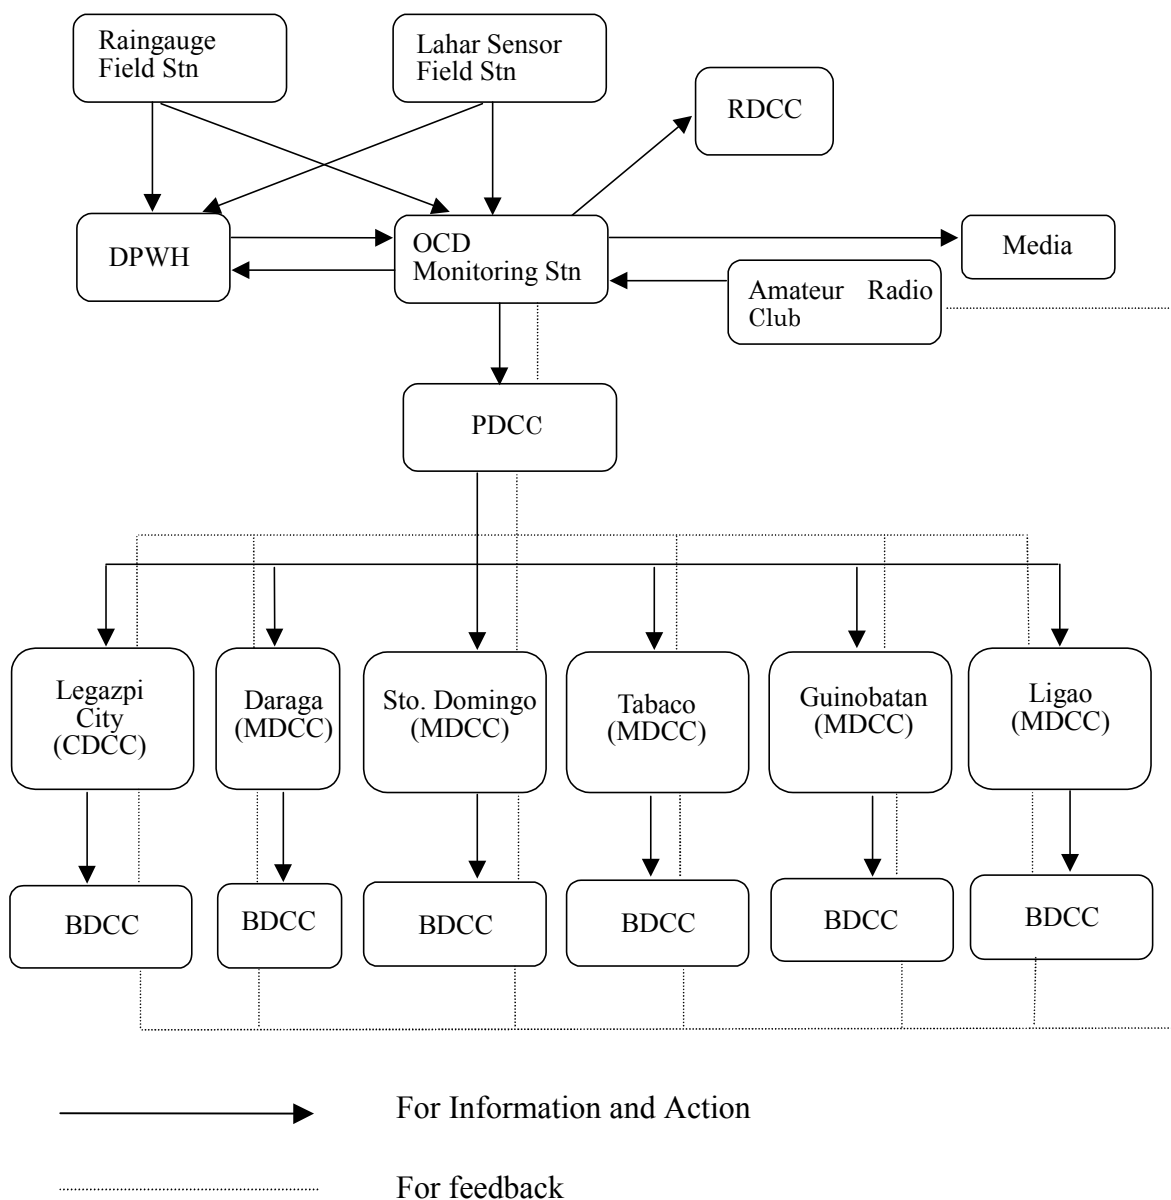 Raingauge
Field Stn
Lahar Sensor
Field Stn
RDCC
DPWH
OCD
Monitoring Stn
Media
Amateur Radio
Club
PDCC
Legazpi
City
(CDCC)
Daraga
(MDCC)
Sto. Domingo
(MDCC)
Tabaco
(MDCC)
Guinobatan
(MDCC)
Ligao
(MDCC)
BDCC
BDCC
BDCC
BDCC
BDCC
BDCC
For Information and Action
For feedback